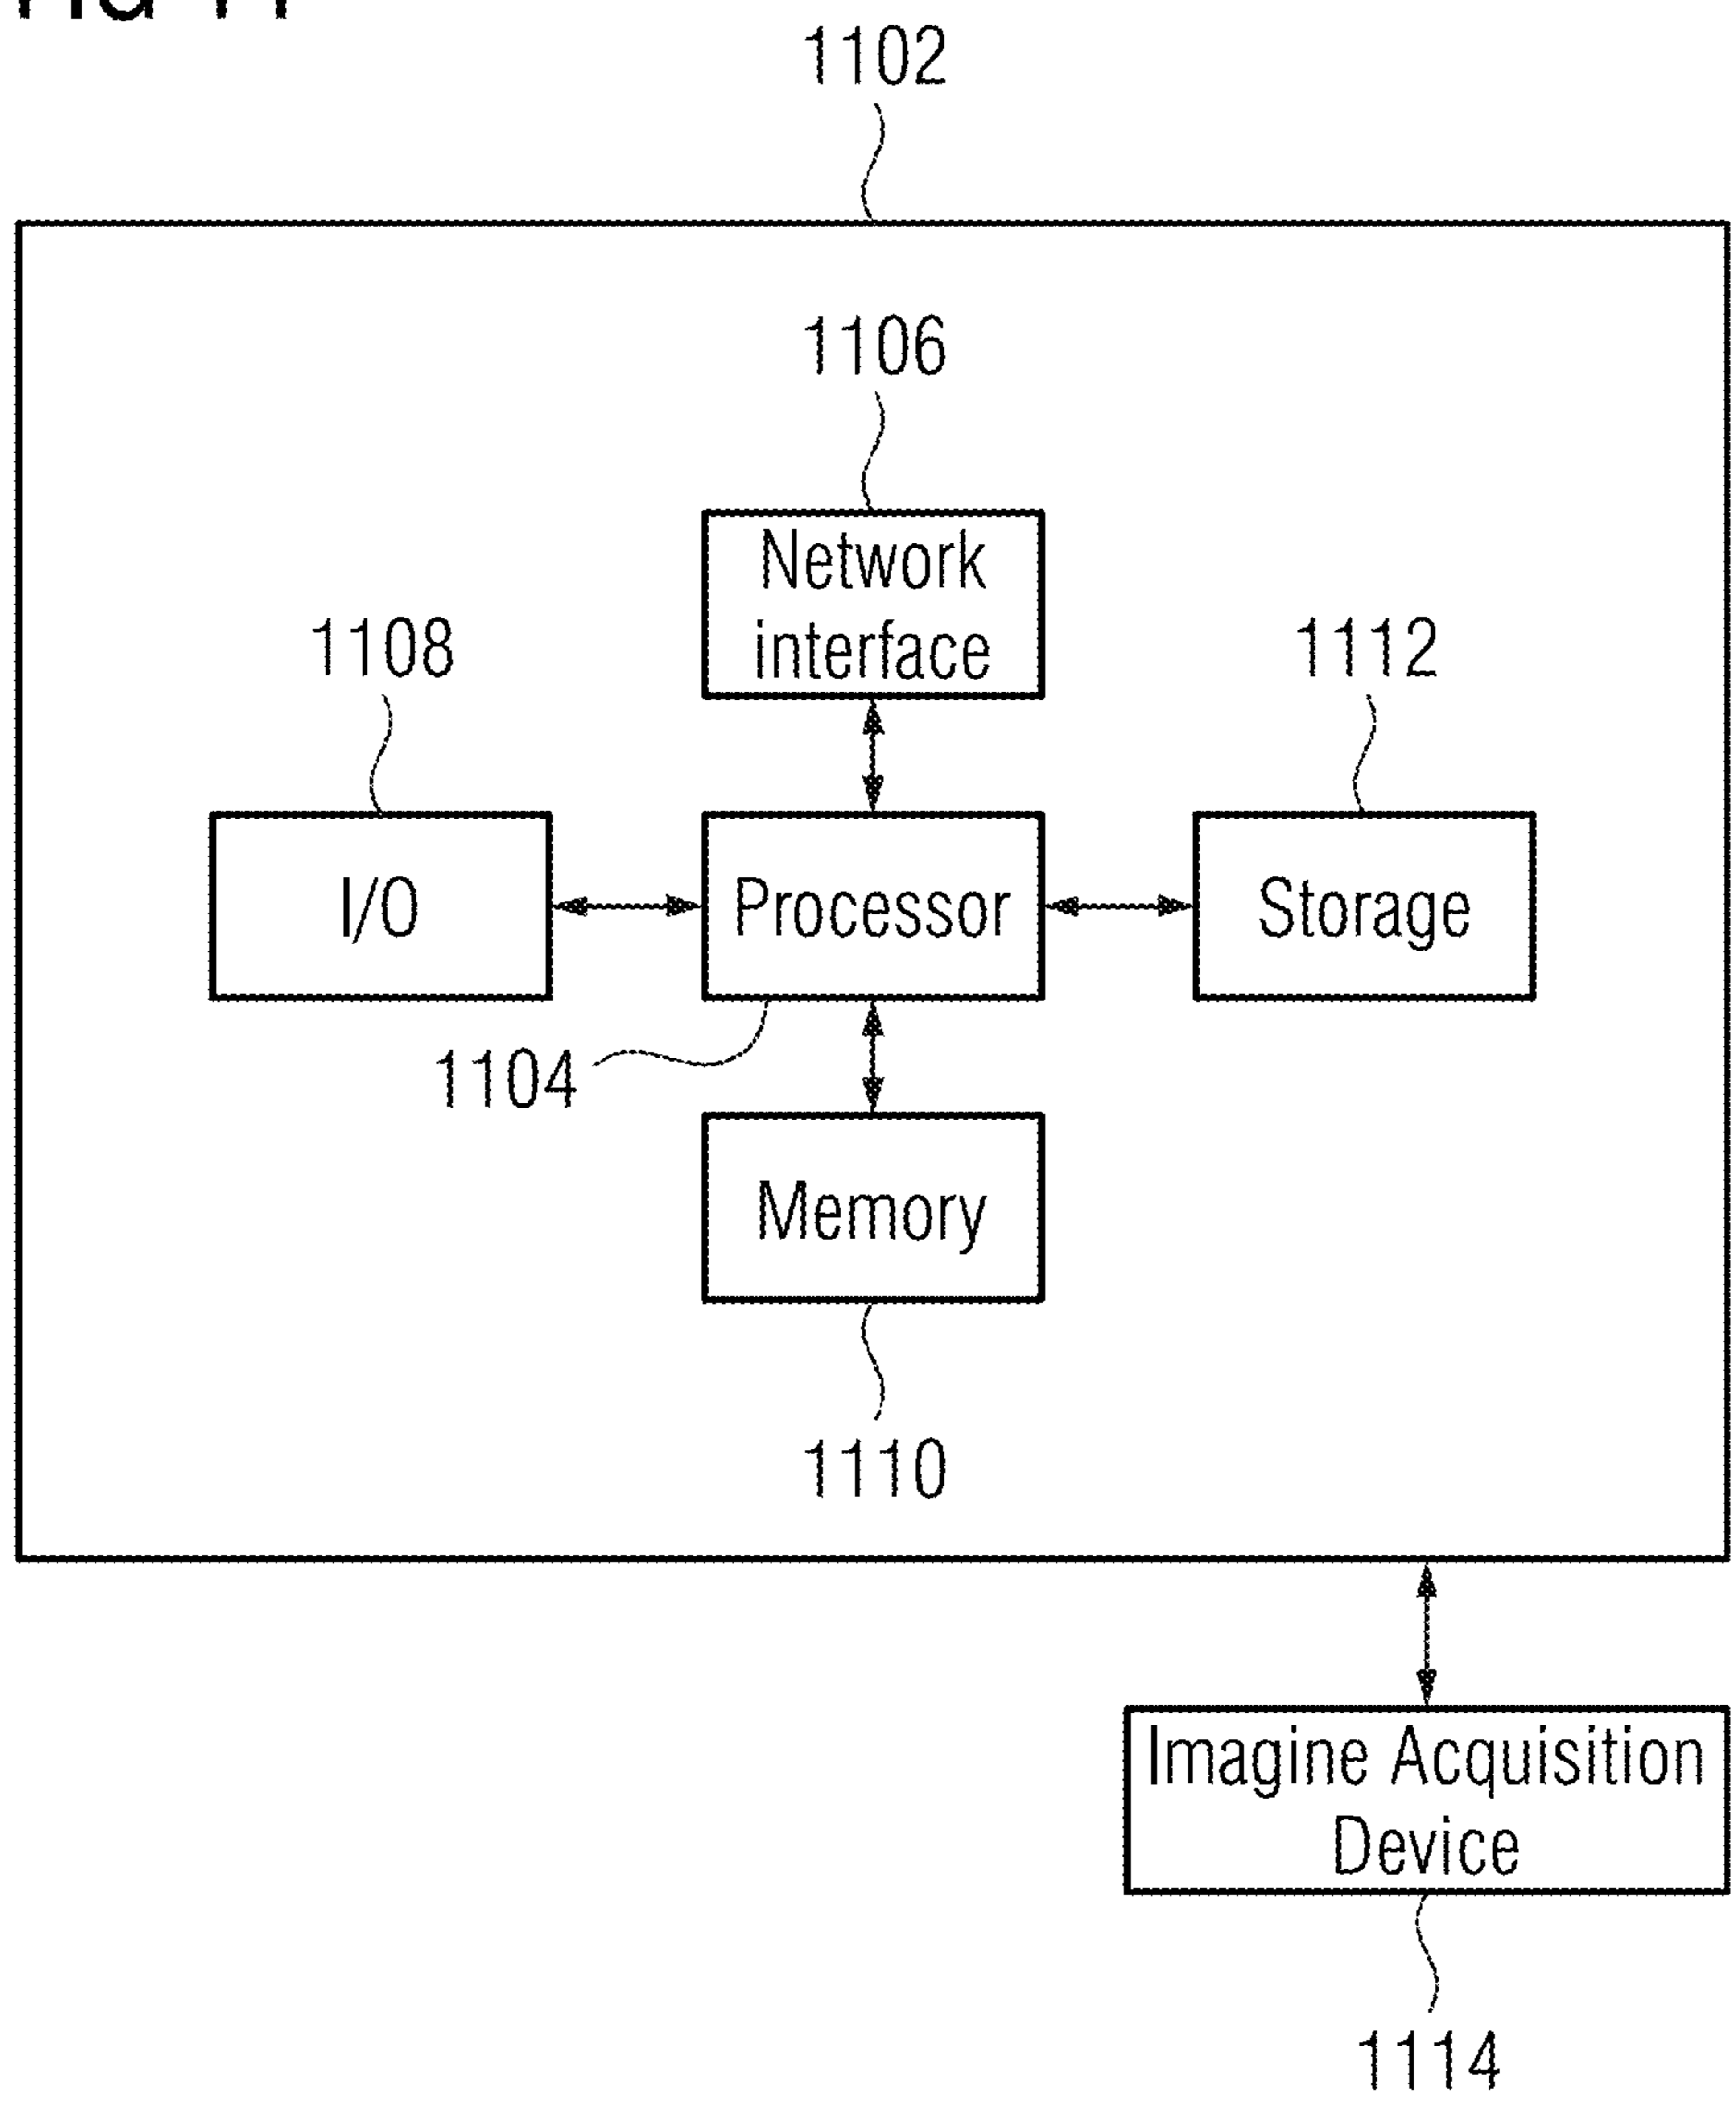 1102
1106
Network
interface
1108
1112
I/O
Processor
Storage
1104
Memory
1110
Imagine Acquisition
Device
1114